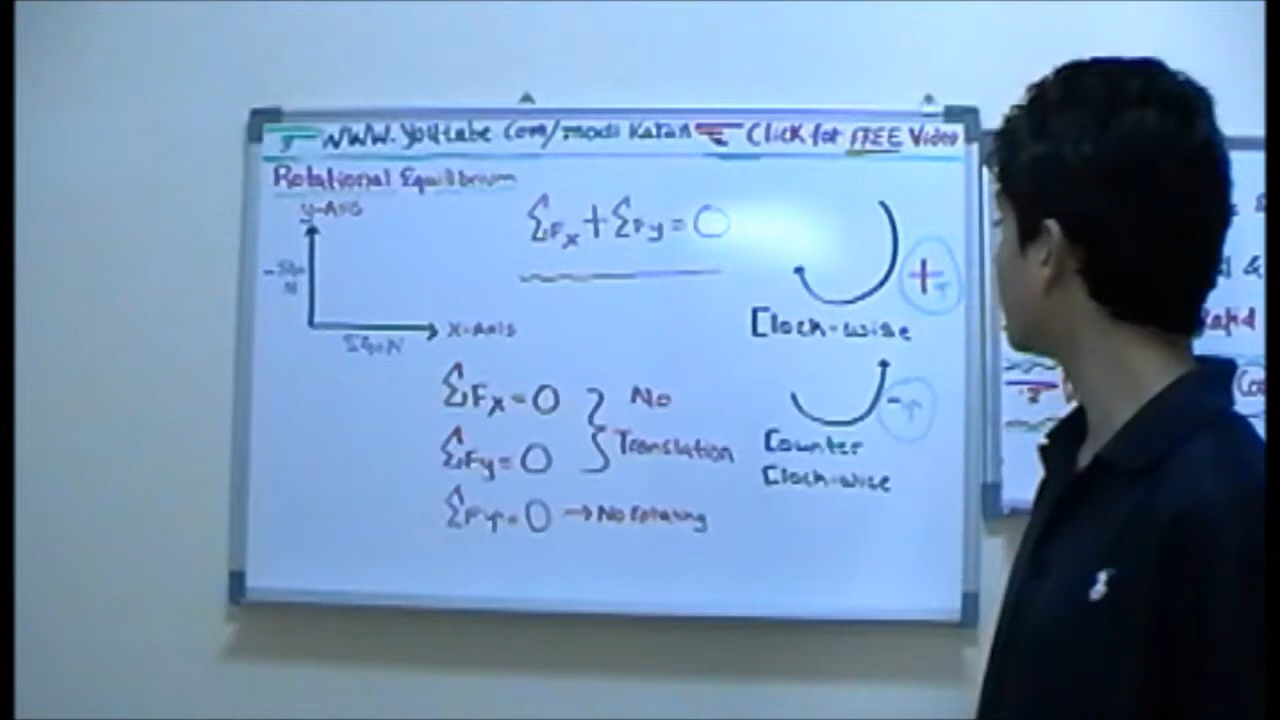 www.Youtube Com/modi Katan Click for FREE Video
Rotational Equilibrium
y-Axis
ΣFx + ΣFy = 0
N
X-Axis
+τ
Clock-wise
ΣFx = 0
No
ΣFy = 0
Translation
-τ
Counter
Clock-wise
ΣFτ = 0 → No rotating
Rapid